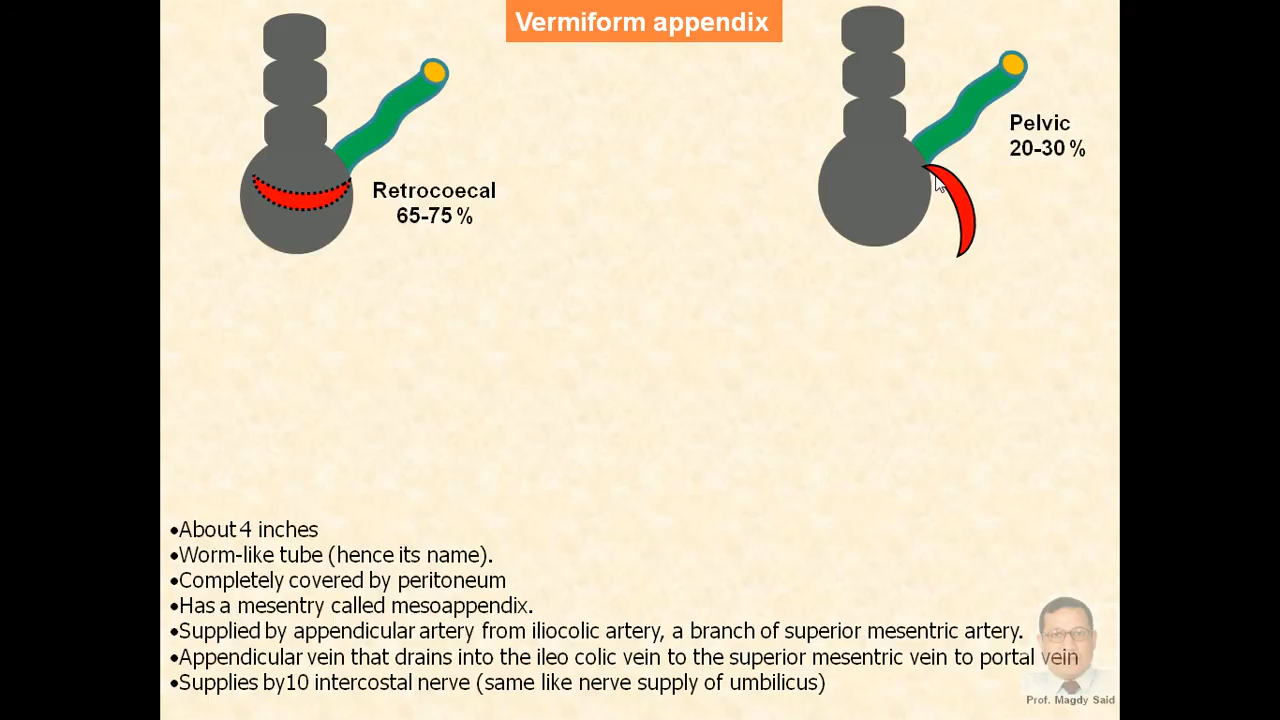 Vermiform appendix
Retrocoecal
65-75 %
Pelvic
20-30 %
•About 4 inches
•Worm-like tube (hence its name).
•Completely covered by peritoneum
•Has a mesentry called mesoappendix.
•Supplied by appendicular artery from iliocolic artery, a branch of superior mesentric artery.
•Appendicular vein that drains into the ileo colic vein to the superior mesentric vein to portal vein
•Supplies by10 intercostal nerve (same like nerve supply of umbilicus)
Prof. Magdy Said